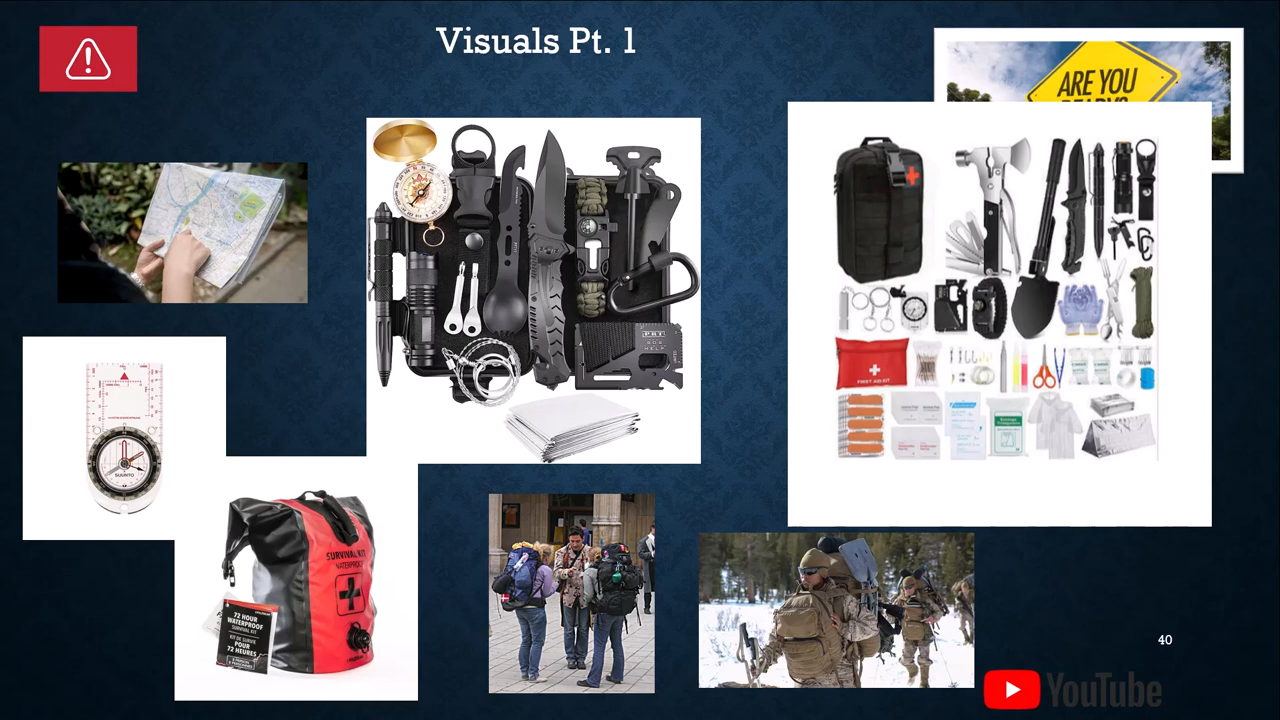 Visuals Pt. 1
ARE YOU
READY?
FIRST AID KIT
SUUNTO
SURVIVAL KIT
WATERPROOF
72 HOUR
WATERPROOF
SURVIVAL KIT
KIT DE SURVIE
POUR
72 HEURES
40
YouTube